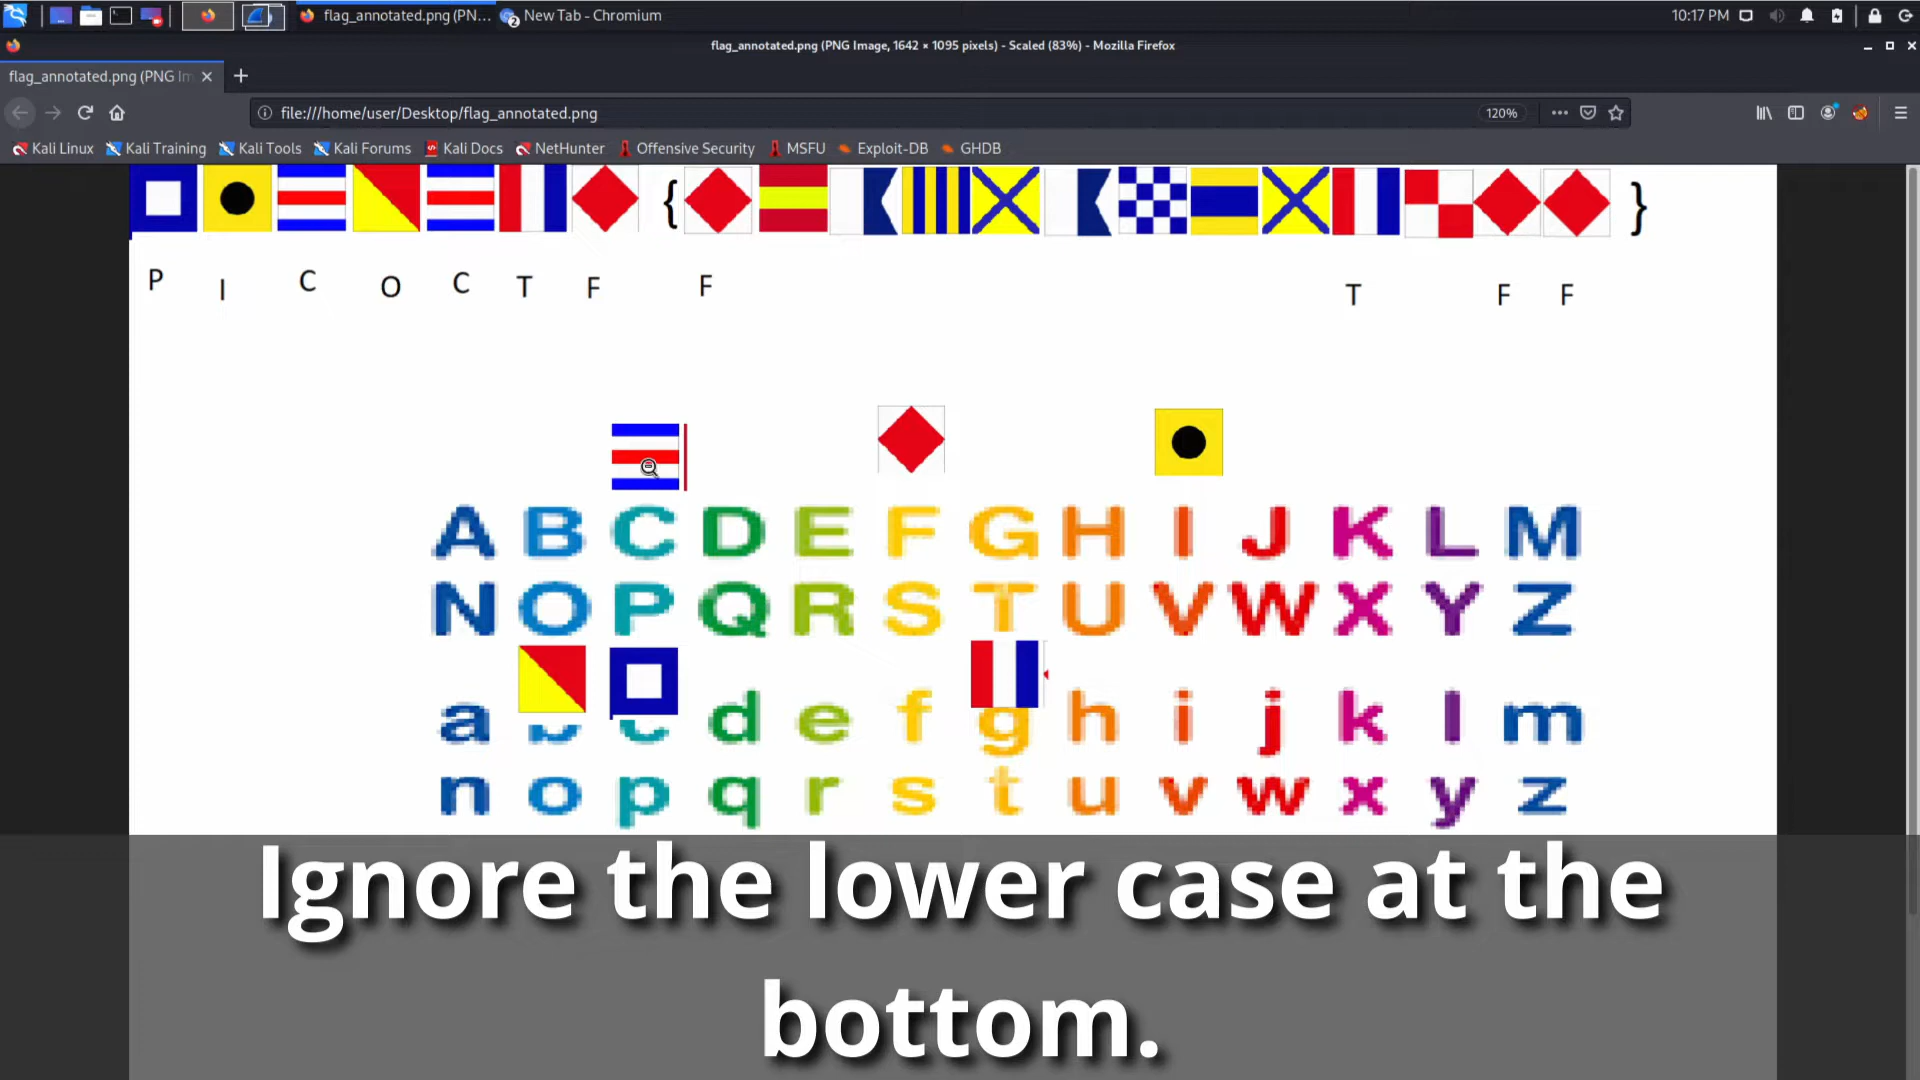 flag_annotated.png (PN...
New Tab - Chromium
10:17 PM
flag_annotated.png (PNG Image, 1642 × 1095 pixels) - Scaled (83%) - Mozilla Firefox
flag_annotated.png (PNG Im
file:///home/user/Desktop/flag_annotated.png
120%
Kali Linux Kali Training Kali Tools Kali Forums Kali Docs NetHunter Offensive Security MSFU Exploit-DB GHDB
{ }
P I C O C T F F T F F
A B C D E F G H I J K L M
N O P Q R S T U V W X Y Z
a d e f g h i j k l m
n o p q r s t u v w x y z
Ignore the lower case at the
bottom.